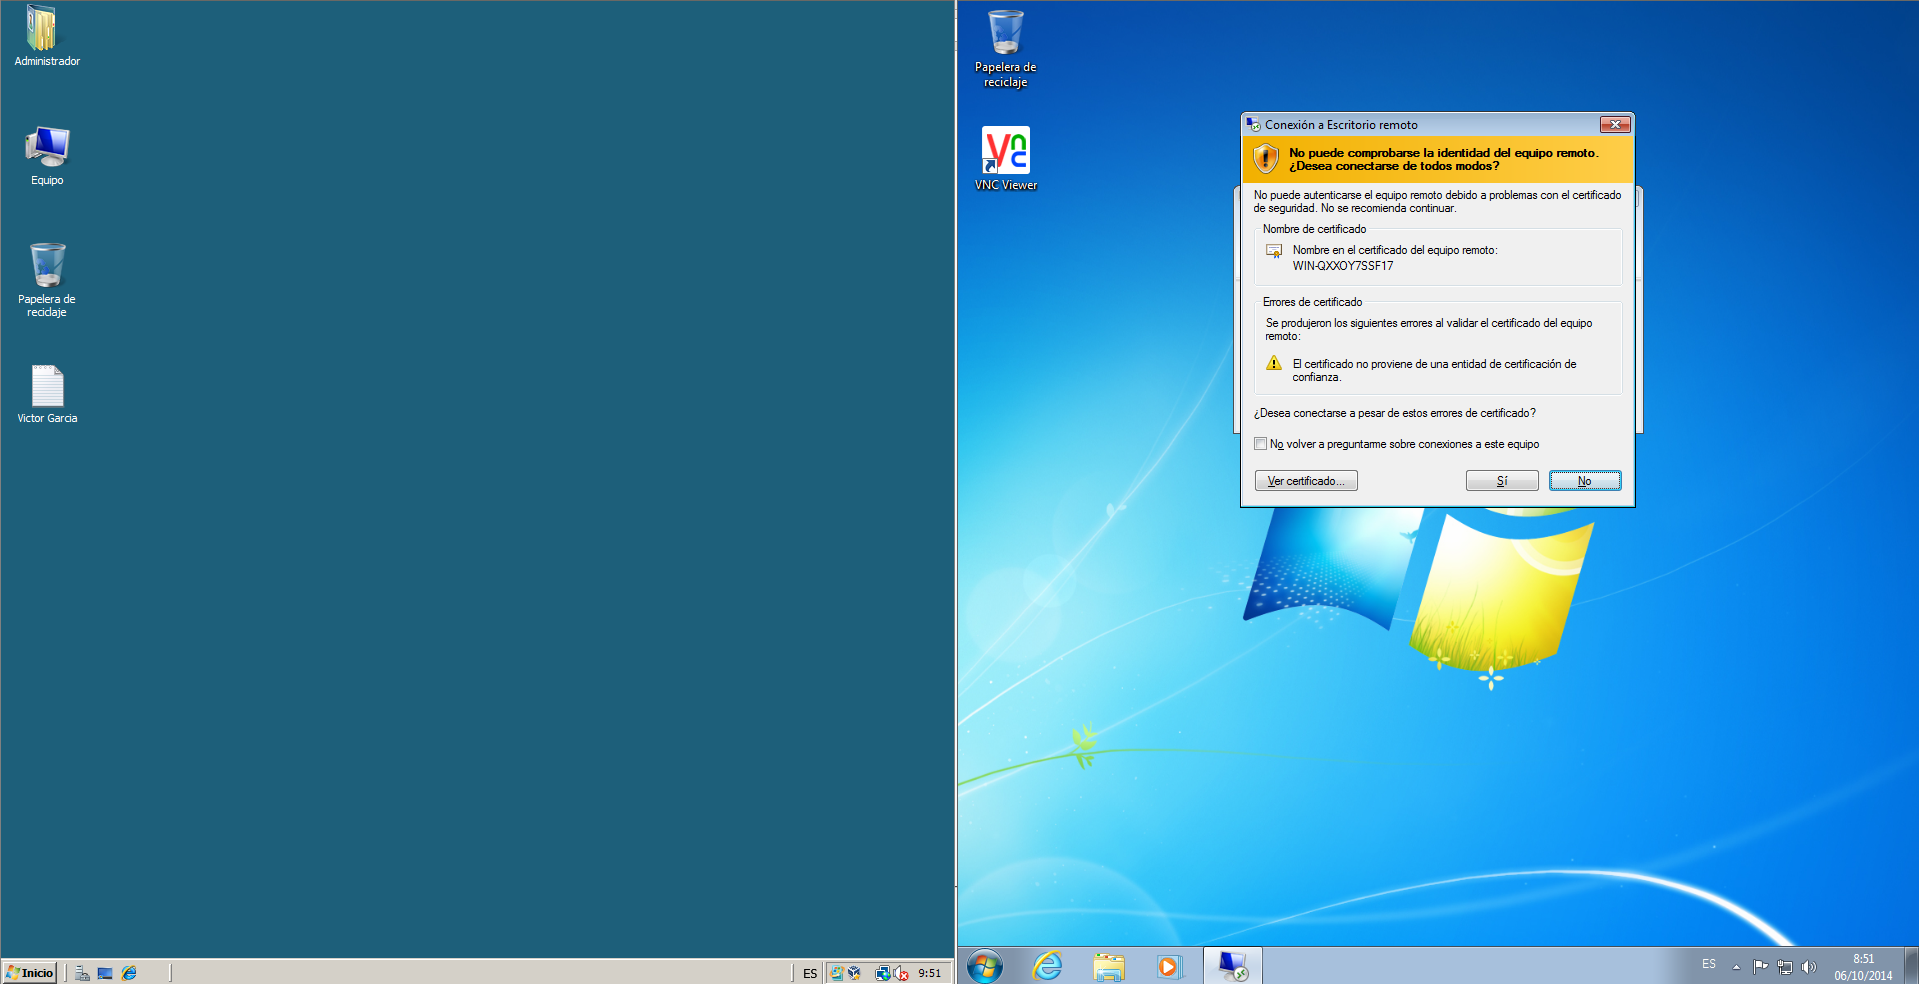 Administrador
Equipo
Papelera de
reciclaje
Victor Garcia
Inicio
ES
9:51
Papelera de
reciclaje
VNC Viewer
Conexión a Escritorio remoto
No puede comprobarse la identidad del equipo remoto.
¿Desea conectarse de todos modos?
No puede autenticarse el equipo remoto debido a problemas con el certificado
de seguridad. No se recomienda continuar.
Nombre de certificado
Nombre en el certificado del equipo remoto:
WIN-QXXOY7SSF17
Errores de certificado
Se produjeron los siguientes errores al validar el certificado del equipo
remoto:
El certificado no proviene de una entidad de certificación de
confianza.
¿Desea conectarse a pesar de estos errores de certificado?
No volver a preguntarme sobre conexiones a este equipo
Ver certificado...
Sí
No
ES
8:51
06/10/2014